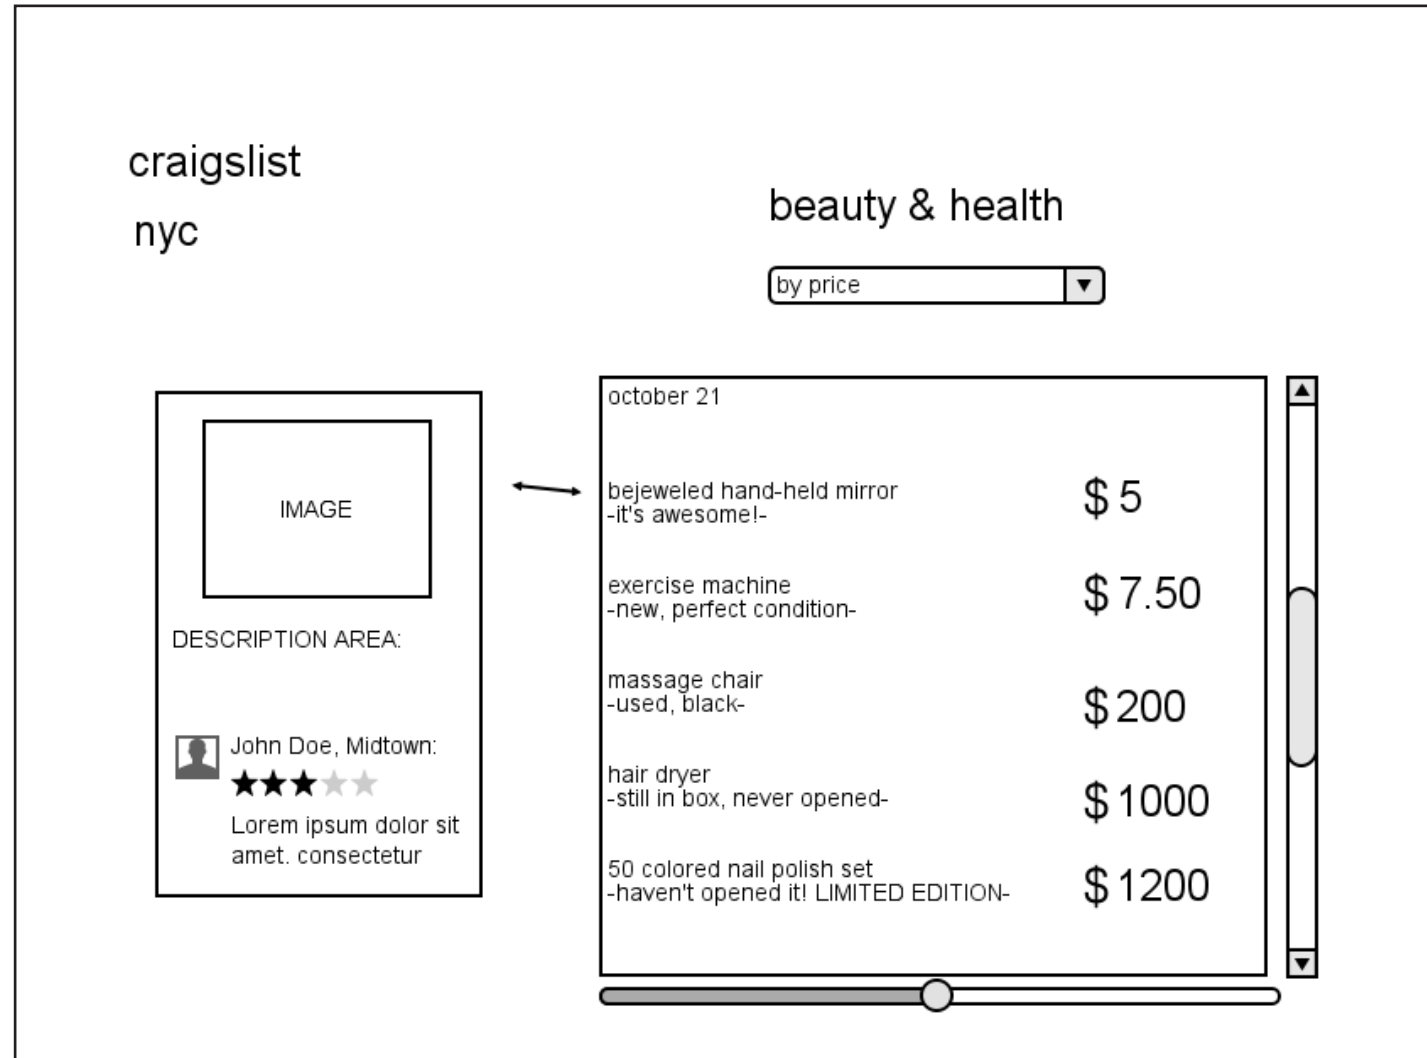 craigslist
nyc
beauty & health
by price
IMAGE
DESCRIPTION AREA:
John Doe, Midtown:
Lorem ipsum dolor sit
amet. consectetur
october 21
bejeweled hand-held mirror
-it's awesome!-
$ 5
exercise machine
-new, perfect condition-
$ 7.50
massage chair
-used, black-
$ 200
hair dryer
-still in box, never opened-
$ 1000
50 colored nail polish set
-haven't opened it! LIMITED EDITION-
$ 1200